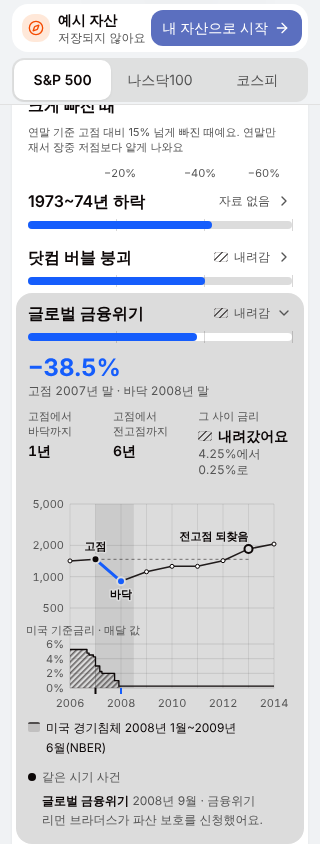 예시 자산
저장되지 않아요
내 자산으로 시작 →
S&P 500
나스닥100
코스피
크게 빠진 때
연말 기준 고점 대비 15% 넘게 빠진 때예요. 연말만
재서 장중 저점보다 얕게 나와요
−20%
−40%
−60%
1973~74년 하락
자료 없음
닷컴 버블 붕괴
내려감
글로벌 금융위기
내려감
−38.5%
고점 2007년 말 · 바닥 2008년 말
고점에서
바닥까지
1년
고점에서
전고점까지
6년
그 사이 금리
내려갔어요
4.25%에서
0.25%로
5,000
2,000
1,000
500
고점
바닥
전고점 되찾음
미국 기준금리 · 매달 값
6%
4%
2%
0%
2006
2008
2010
2012
2014
미국 경기침체 2008년 1월~2009년
6월(NBER)
같은 시기 사건
글로벌 금융위기 2008년 9월 · 금융위기
리먼 브라더스가 파산 보호를 신청했어요.